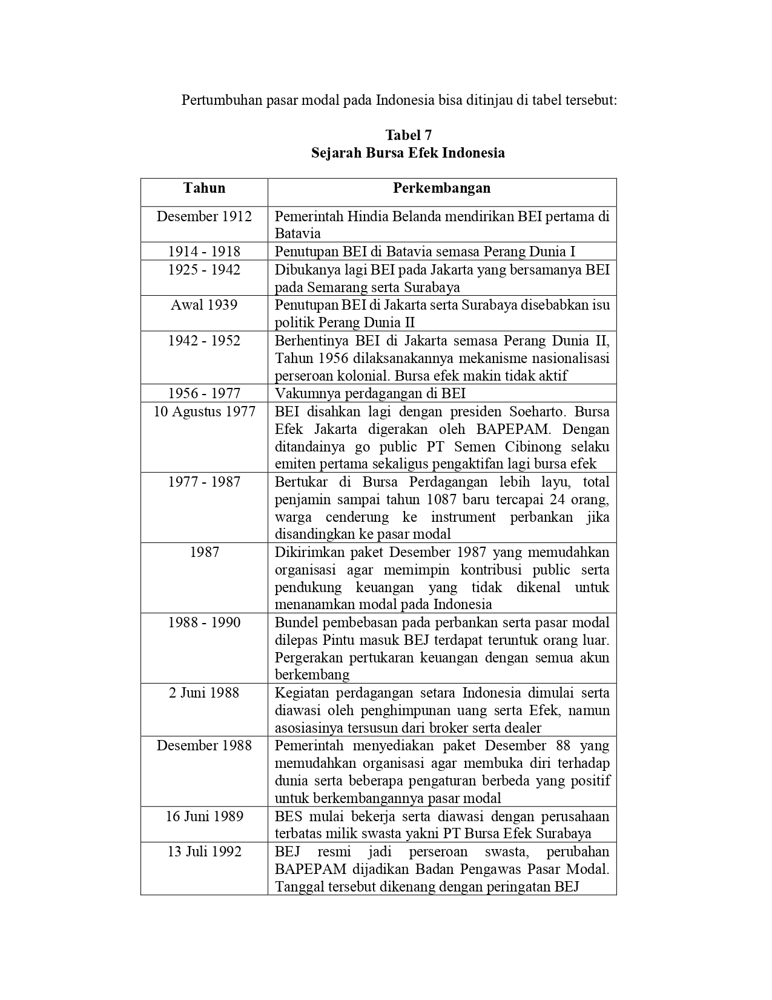 Pertumbuhan pasar modal pada Indonesia bisa ditinjau di tabel tersebut:
Tabel 7
Sejarah Bursa Efek Indonesia
Tahun Perkembangan
Desember 1912 Pemerintah Hindia Belanda mendirikan BEI pertama di
Batavia
1914 - 1918 Penutupan BEI di Batavia semasa Perang Dunia I
1925 - 1942 Dibukanya lagi BEI pada Jakarta yang bersamanya BEI
pada Semarang serta Surabaya
Awal 1939 Penutupan BEI di Jakarta serta Surabaya disebabkan isu
politik Perang Dunia II
1942 - 1952 Berhentinya BEI di Jakarta semasa Perang Dunia II,
Tahun 1956 dilaksanakannya mekanisme nasionalisasi
perseroan kolonial. Bursa efek makin tidak aktif
1956 - 1977 Vakumnya perdagangan di BEI
10 Agustus 1977 BEI disahkan lagi dengan presiden Soeharto. Bursa
Efek Jakarta digerakan oleh BAPEPAM. Dengan
ditandainya go public PT Semen Cibinong selaku
emiten pertama sekaligus pengaktifan lagi bursa efek
1977 - 1987 Bertukar di Bursa Perdagangan lebih layu, total
penjamin sampai tahun 1087 baru tercapai 24 orang,
warga cenderung ke instrument perbankan jika
disandingkan ke pasar modal
1987 Dikirimkan paket Desember 1987 yang memudahkan
organisasi agar memimpin kontribusi public serta
pendukung keuangan yang tidak dikenal untuk
menanamkan modal pada Indonesia
1988 - 1990 Bundel pembebasan pada perbankan serta pasar modal
dilepas Pintu masuk BEJ terdapat teruntuk orang luar.
Pergerakan pertukaran keuangan dengan semua akun
berkembang
2 Juni 1988 Kegiatan perdagangan setara Indonesia dimulai serta
diawasi oleh penghimpunan uang serta Efek, namun
asosiasinya tersusun dari broker serta dealer
Desember 1988 Pemerintah menyediakan paket Desember 88 yang
memudahkan organisasi agar membuka diri terhadap
dunia serta beberapa pengaturan berbeda yang positif
untuk berkembangannya pasar modal
16 Juni 1989 BES mulai bekerja serta diawasi dengan perusahaan
terbatas milik swasta yakni PT Bursa Efek Surabaya
13 Juli 1992 BEJ resmi jadi perseroan swasta, perubahan
BAPEPAM dijadikan Badan Pengawas Pasar Modal.
Tanggal tersebut dikenang dengan peringatan BEJ